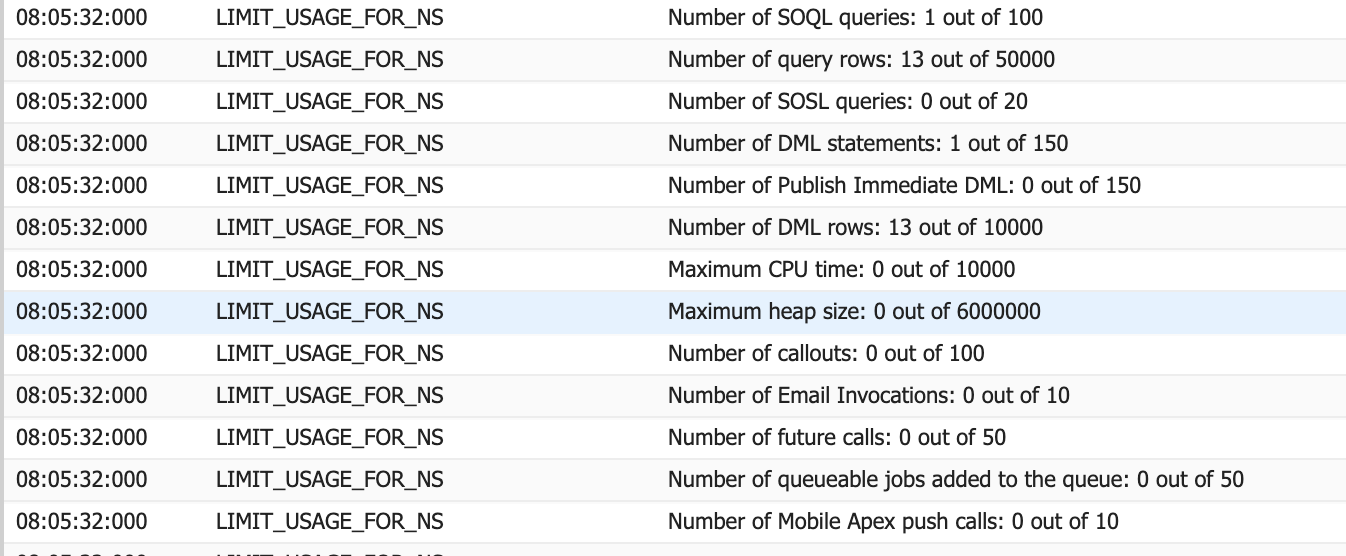 08:05:32:000 LIMIT_USAGE_FOR_NS Number of SOQL queries: 1 out of 100
08:05:32:000 LIMIT_USAGE_FOR_NS Number of query rows: 13 out of 50000
08:05:32:000 LIMIT_USAGE_FOR_NS Number of SOSL queries: 0 out of 20
08:05:32:000 LIMIT_USAGE_FOR_NS Number of DML statements: 1 out of 150
08:05:32:000 LIMIT_USAGE_FOR_NS Number of Publish Immediate DML: 0 out of 150
08:05:32:000 LIMIT_USAGE_FOR_NS Number of DML rows: 13 out of 10000
08:05:32:000 LIMIT_USAGE_FOR_NS Maximum CPU time: 0 out of 10000
08:05:32:000 LIMIT_USAGE_FOR_NS Maximum heap size: 0 out of 6000000
08:05:32:000 LIMIT_USAGE_FOR_NS Number of callouts: 0 out of 100
08:05:32:000 LIMIT_USAGE_FOR_NS Number of Email Invocations: 0 out of 10
08:05:32:000 LIMIT_USAGE_FOR_NS Number of future calls: 0 out of 50
08:05:32:000 LIMIT_USAGE_FOR_NS Number of queueable jobs added to the queue: 0 out of 50
08:05:32:000 LIMIT_USAGE_FOR_NS Number of Mobile Apex push calls: 0 out of 10